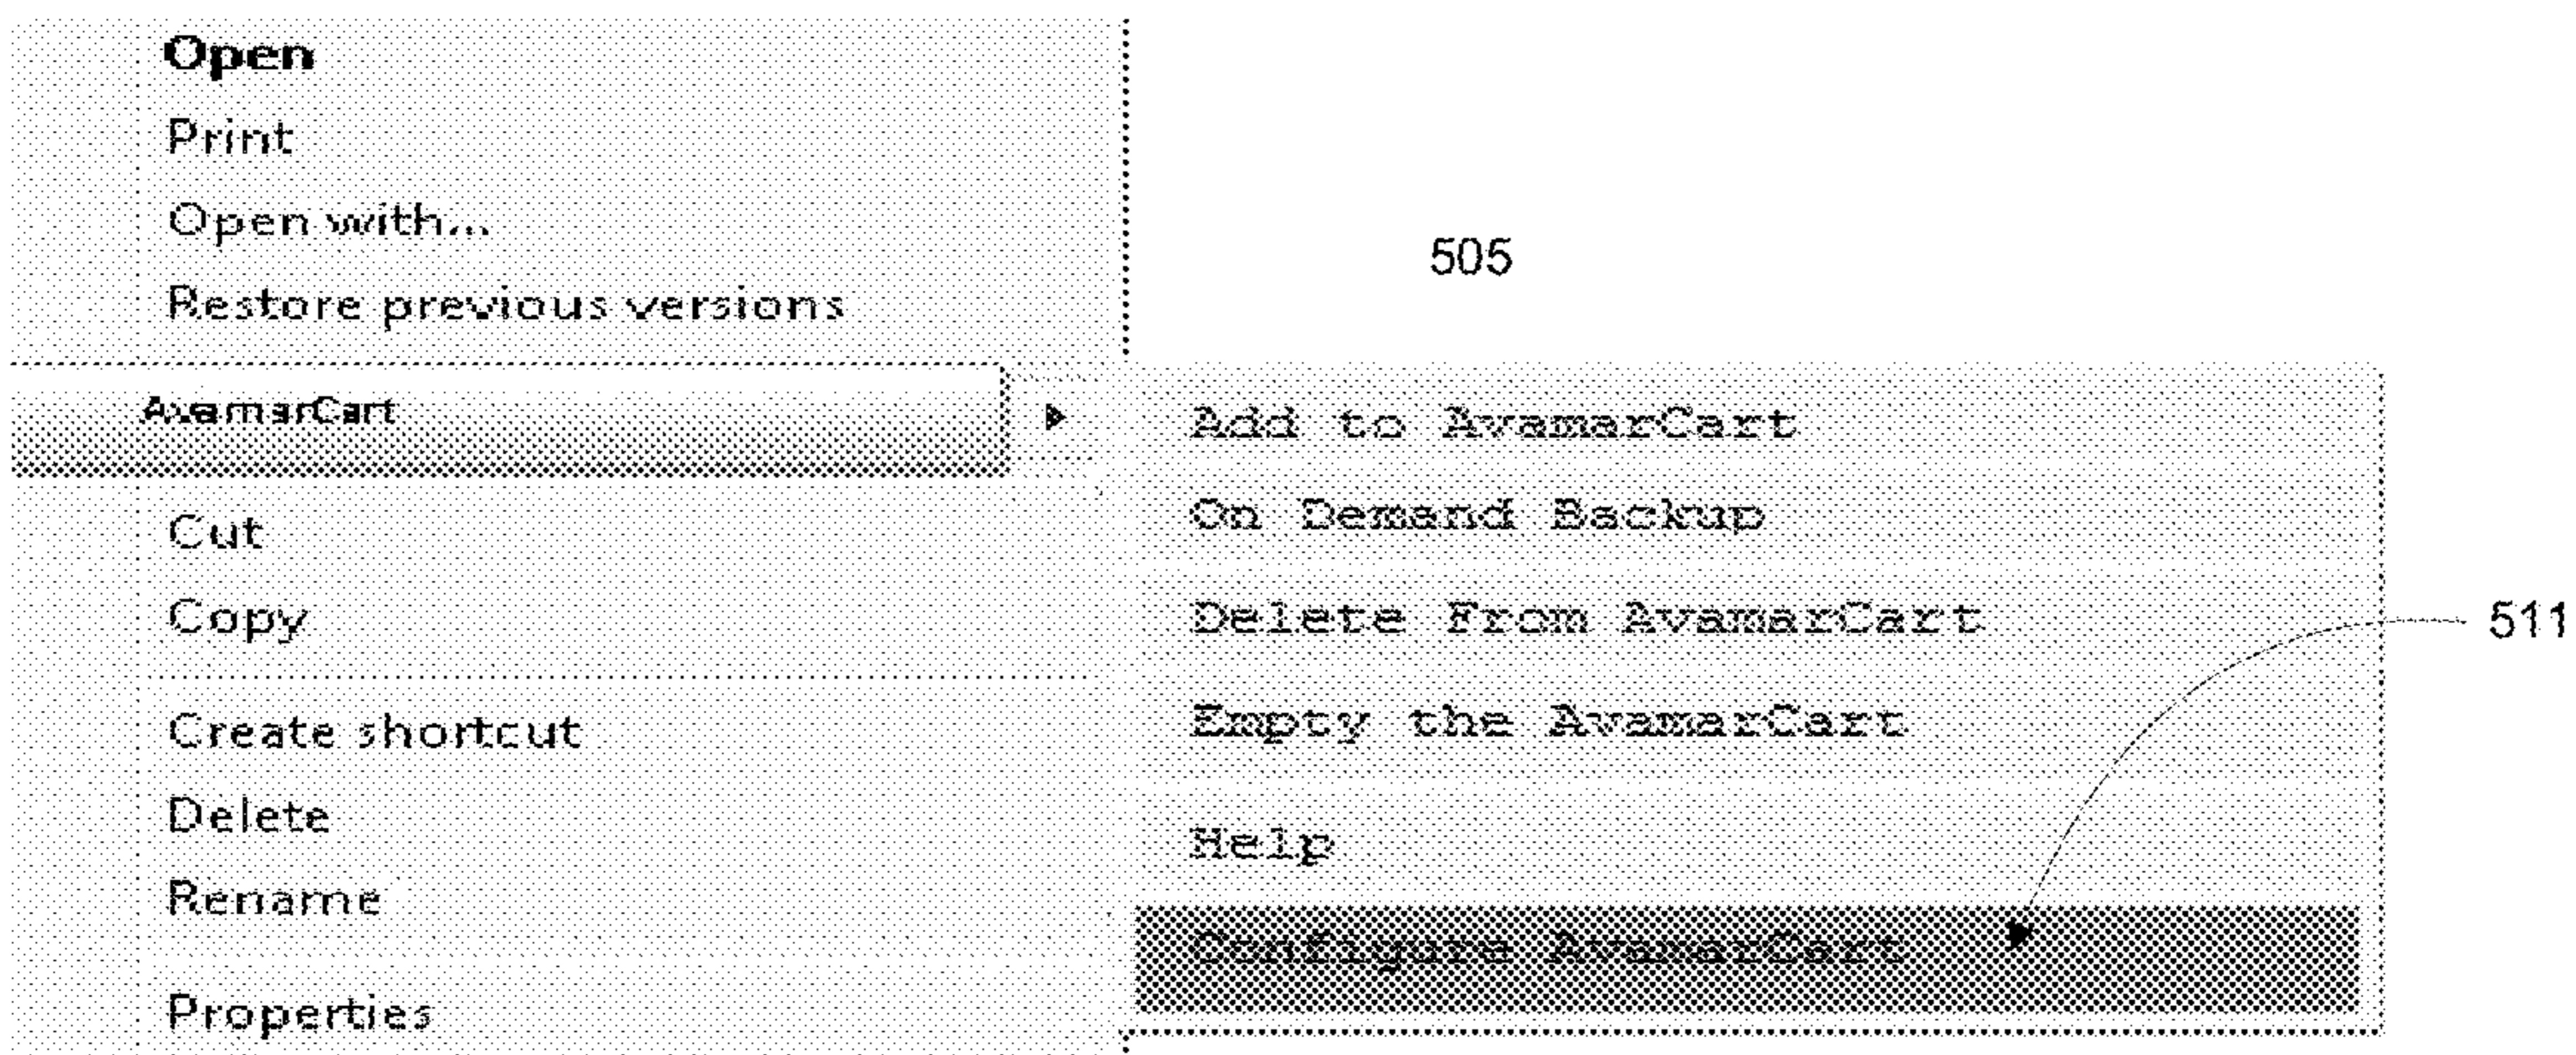 Open
Print
Open with...
Restore previous versions
AvamarCart
Cut
Copy
Create shortcut
Delete
Rename
Properties
505
Add to AvamarCart
On Demand Backup
Delete From AvamarCart
Empty the AvamarCart
Help
Configure AvamarCart
511